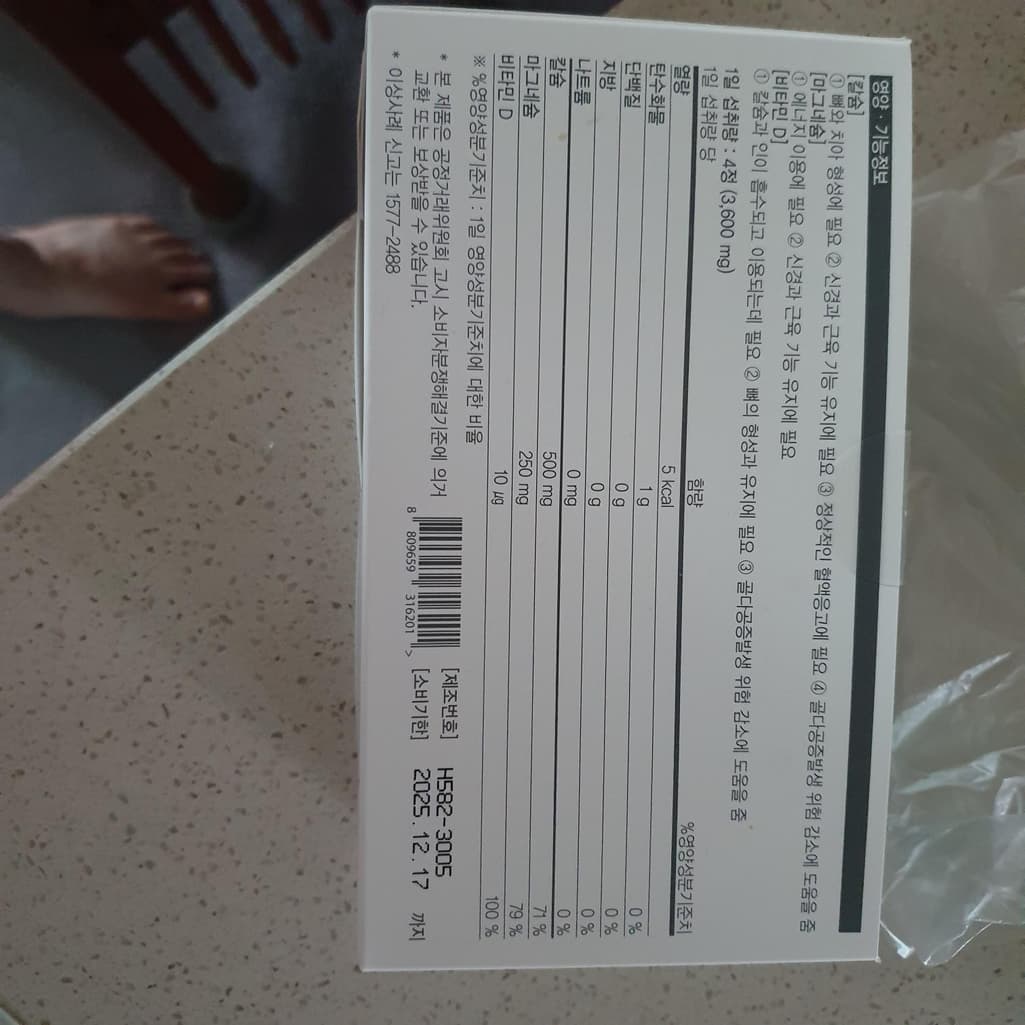 영양 · 기능정보
[칼슘]
① 뼈와 치아 형성에 필요 ② 신경과 근육 기능 유지에 필요 ③ 정상적인 혈액응고에 필요 ④ 골다공증발생 위험 감소에 도움을 줌
[마그네슘]
① 에너지 이용에 필요 ② 신경과 근육 기능 유지에 필요
[비타민 D]
① 칼슘과 인이 흡수되고 이용되는데 필요 ② 뼈의 형성과 유지에 필요 ③ 골다공증발생 위험 감소에 도움을 줌
1일 섭취량 : 4정 (3,600 mg)
1일 섭취량 당 함량 %영양성분기준치
열량 5 kcal
탄수화물 1 g 0 %
단백질 0 g 0 %
지방 0 g 0 %
나트륨 0 mg 0 %
칼슘 500 mg 71 %
마그네슘 250 mg 79 %
비타민 D 10 ㎍ 100 %
※ %영양성분기준치 : 1일 영양성분기준치에 대한 비율
* 본 제품은 공정거래위원회 고시 소비자분쟁해결기준에 의거
교환 또는 보상받을 수 있습니다.
* 이상사례 신고는 1577-2488
8 809659 316201 >
[제조번호] H582-3005
[소비기한] 2025.12.17 까지